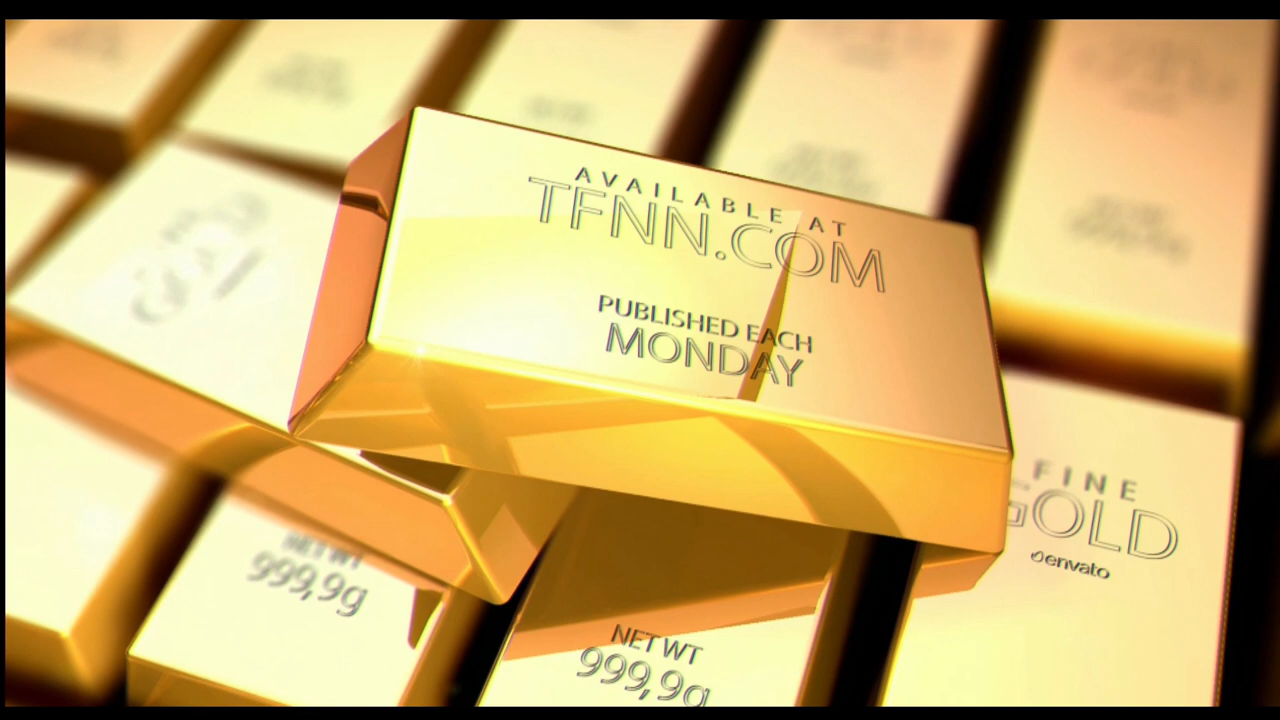 AVAILABLE AT
TFNN.COM
PUBLISHED EACH
MONDAY
FINE
GOLD
envato
NET WT
999,9g
NET WT
999,9g